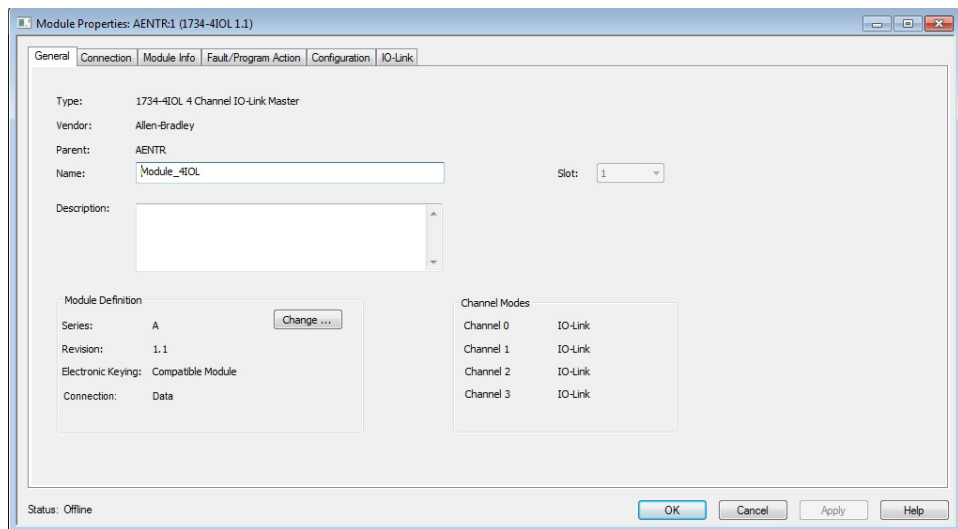 Module Properties: AENTR:1 (1734-4IOL 1.1)
General Connection Module Info Fault/Program Action Configuration IO-Link
Type: 1734-4IOL 4 Channel IO-Link Master
Vendor: Allen-Bradley
Parent: AENTR
Name: Module_4IOL Slot: 1
Description:
Module Definition
Series: A Change ...
Revision: 1.1
Electronic Keying: Compatible Module
Connection: Data
Channel Modes
Channel 0 IO-Link
Channel 1 IO-Link
Channel 2 IO-Link
Channel 3 IO-Link
Status: Offline OK Cancel Apply Help